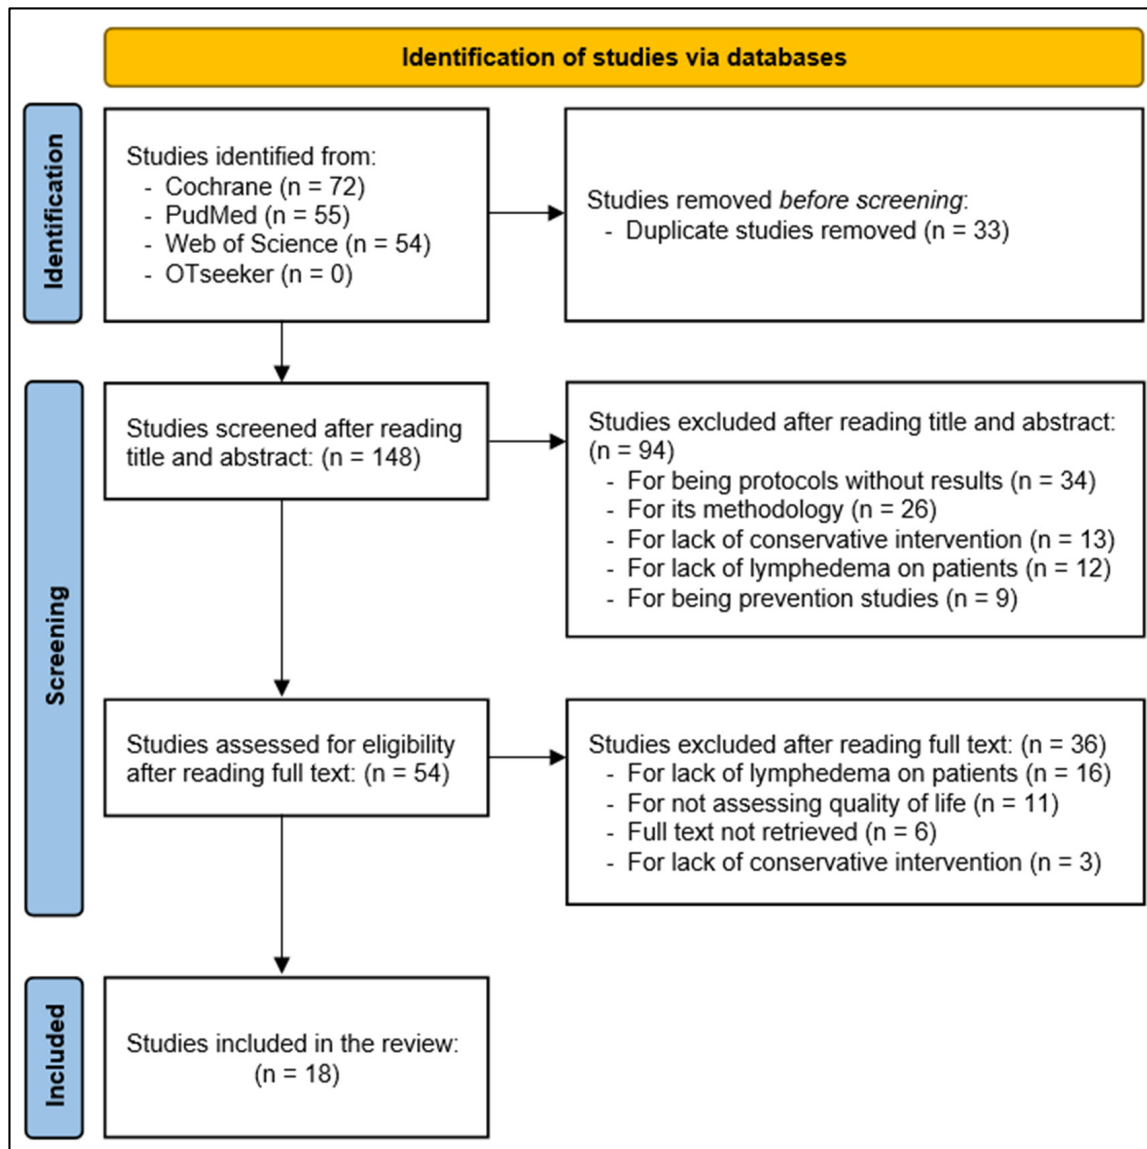 Identification of studies via databases
Identification
Studies identified from:
- Cochrane (n = 72)
- PudMed (n = 55)
- Web of Science (n = 54)
- OTseeker (n = 0)
Studies removed before screening:
- Duplicate studies removed (n = 33)
Screening
Studies screened after reading
title and abstract: (n = 148)
Studies excluded after reading title and abstract:
(n = 94)
- For being protocols without results (n = 34)
- For its methodology (n = 26)
- For lack of conservative intervention (n = 13)
- For lack of lymphedema on patients (n = 12)
- For being prevention studies (n = 9)
Studies assessed for eligibility
after reading full text: (n = 54)
Studies excluded after reading full text: (n = 36)
- For lack of lymphedema on patients (n = 16)
- For not assessing quality of life (n = 11)
- Full text not retrieved (n = 6)
- For lack of conservative intervention (n = 3)
Included
Studies included in the review:
(n = 18)